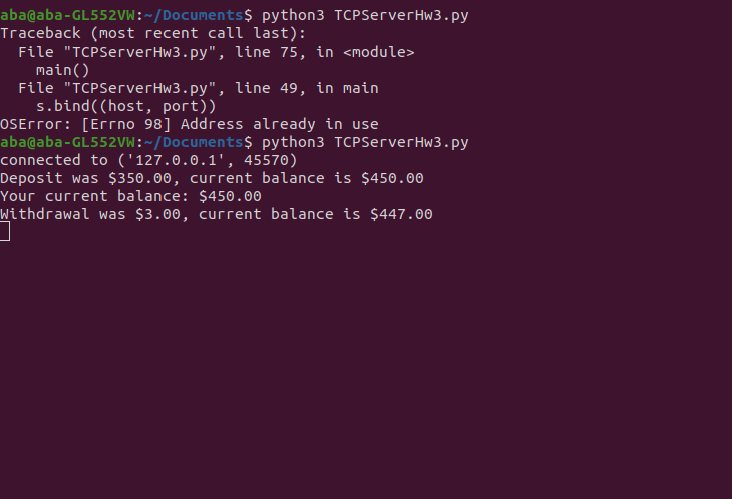 aba@aba-GL552VW:~/Documents$ python3 TCPServerHw3.py
Traceback (most recent call last):
  File "TCPServerHw3.py", line 75, in <module>
    main()
  File "TCPServerHw3.py", line 49, in main
    s.bind((host, port))
OSError: [Errno 98] Address already in use
aba@aba-GL552VW:~/Documents$ python3 TCPServerHw3.py
connected to ('127.0.0.1', 45570)
Deposit was $350.00, current balance is $450.00
Your current balance: $450.00
Withdrawal was $3.00, current balance is $447.00